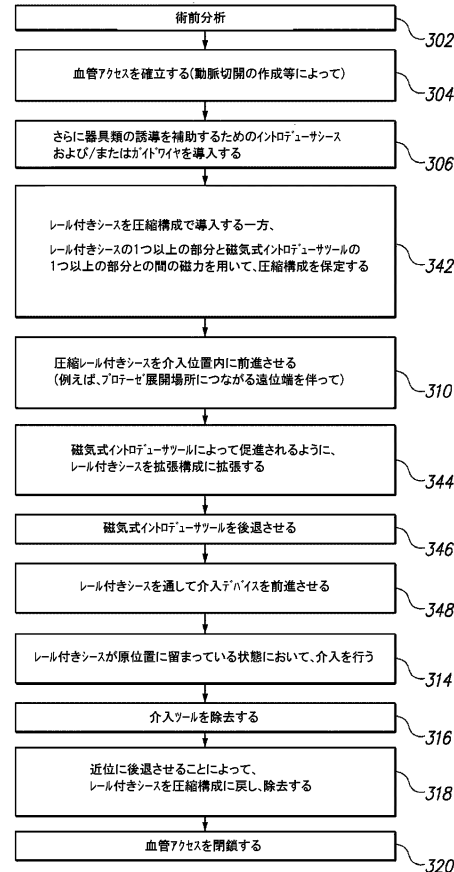 術前分析
302
血管アクセスを確立する(動脈切開の作成等によって)
304
さらに器具類の誘導を補助するためのイントロデューサシース
および/またはガイドワイヤを導入する
306
レール付きシースを圧縮構成で導入する一方、
レール付きシースの1つ以上の部分と磁気式イントロデューサツールの
1つ以上の部分との間の磁力を用いて、圧縮構成を保定する
342
圧縮レール付きシースを介入位置内に前進させる
(例えば、プロテーゼ展開場所につながる遠位端を伴って)
310
磁気式イントロデューサツールによって促進されるように、
レール付きシースを拡張構成に拡張する
344
磁気式イントロデューサツールを後退させる
346
レール付きシースを通して介入デバイスを前進させる
348
レール付きシースが原位置に留まっている状態において、介入を行う
314
介入ツールを除去する
316
近位に後退させることによって、
レール付きシースを圧縮構成に戻し、除去する
318
血管アクセスを閉鎖する
320